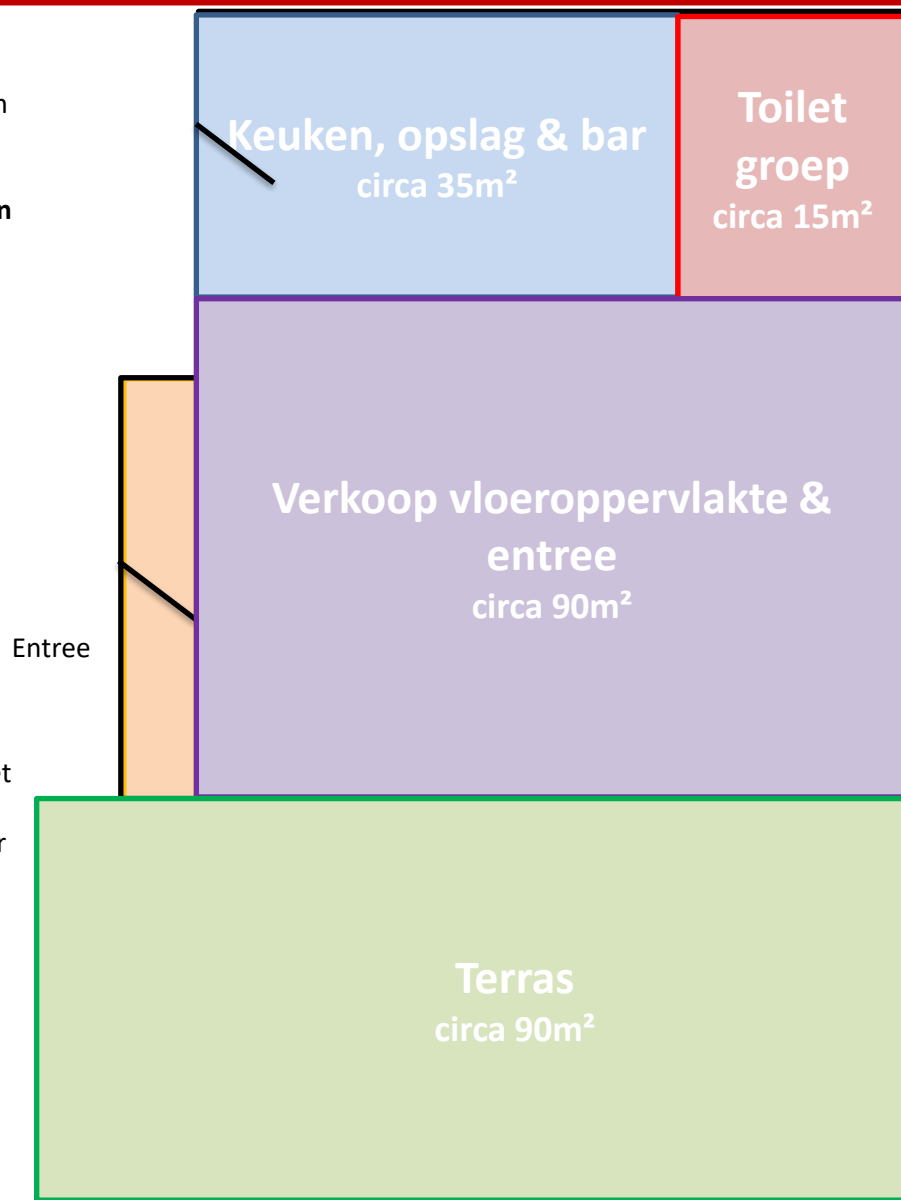 Keuken, opslag & bar
circa 35m²
Toilet
groep
circa 15m²
Verkoop vloeroppervlakte &
entree
circa 90m²
Entree
Terras
circa 90m²